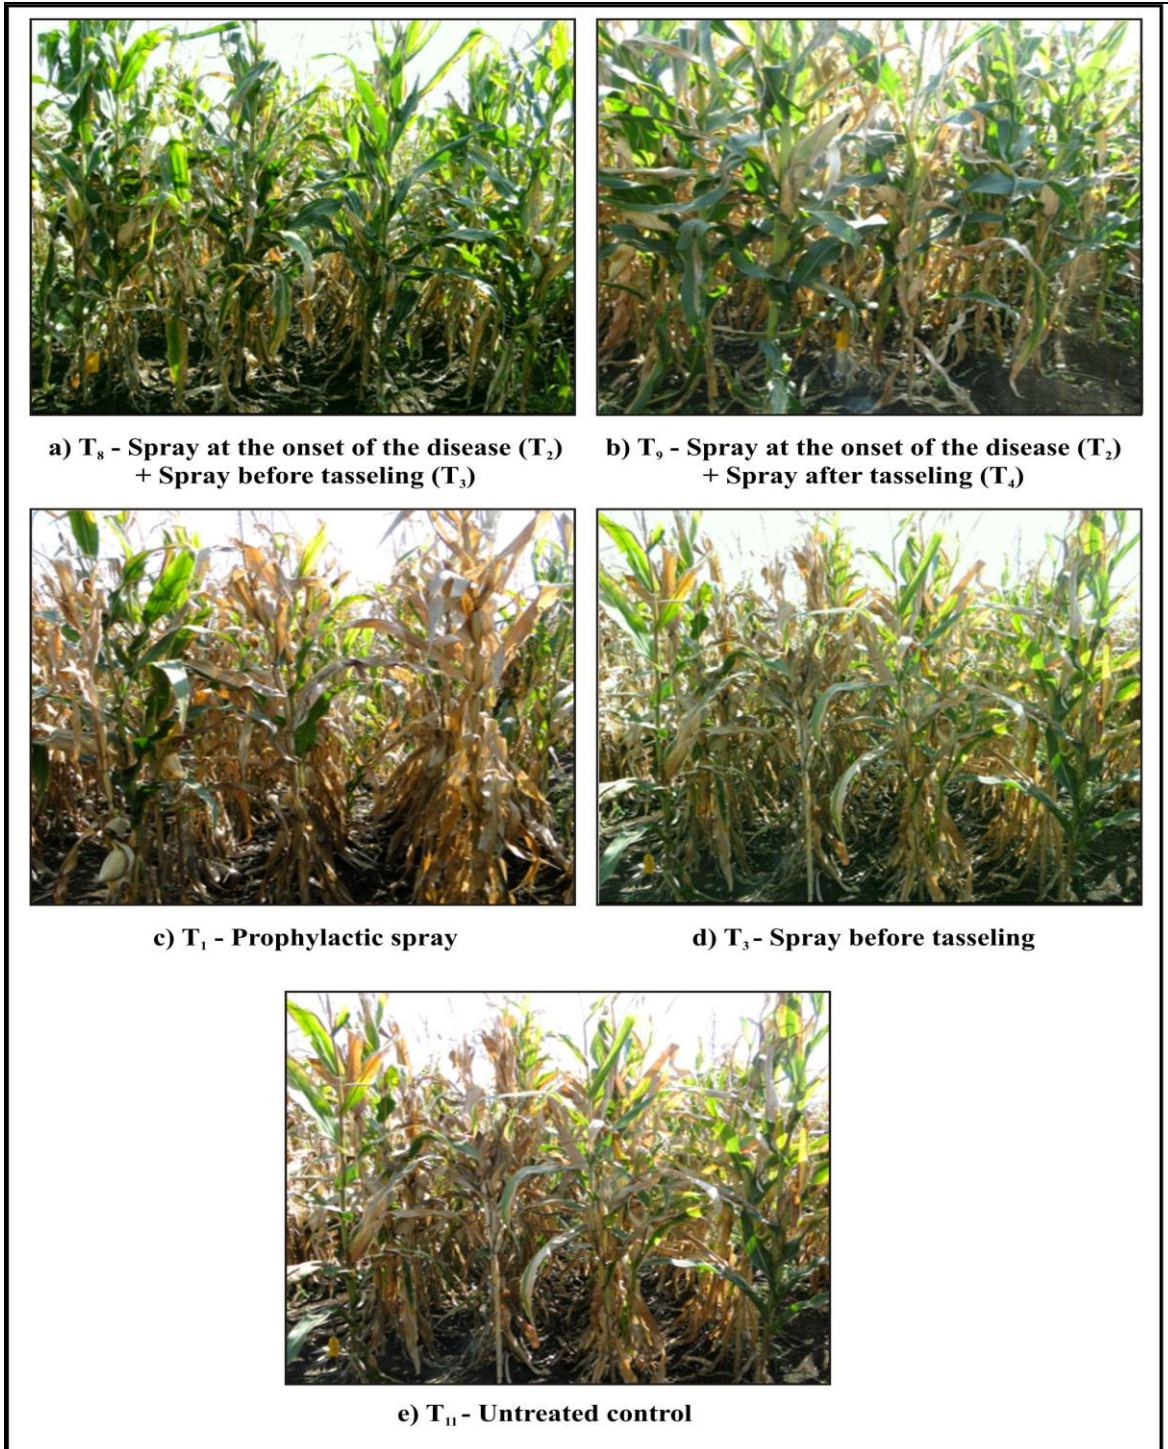 a) T₈ - Spray at the onset of the disease (T₂)
+ Spray before tasseling (T₃)
b) T₉ - Spray at the onset of the disease (T₂)
+ Spray after tasseling (T₄)
c) T₁ - Prophylactic spray
d) T₃ - Spray before tasseling
e) T₁₁ - Untreated control